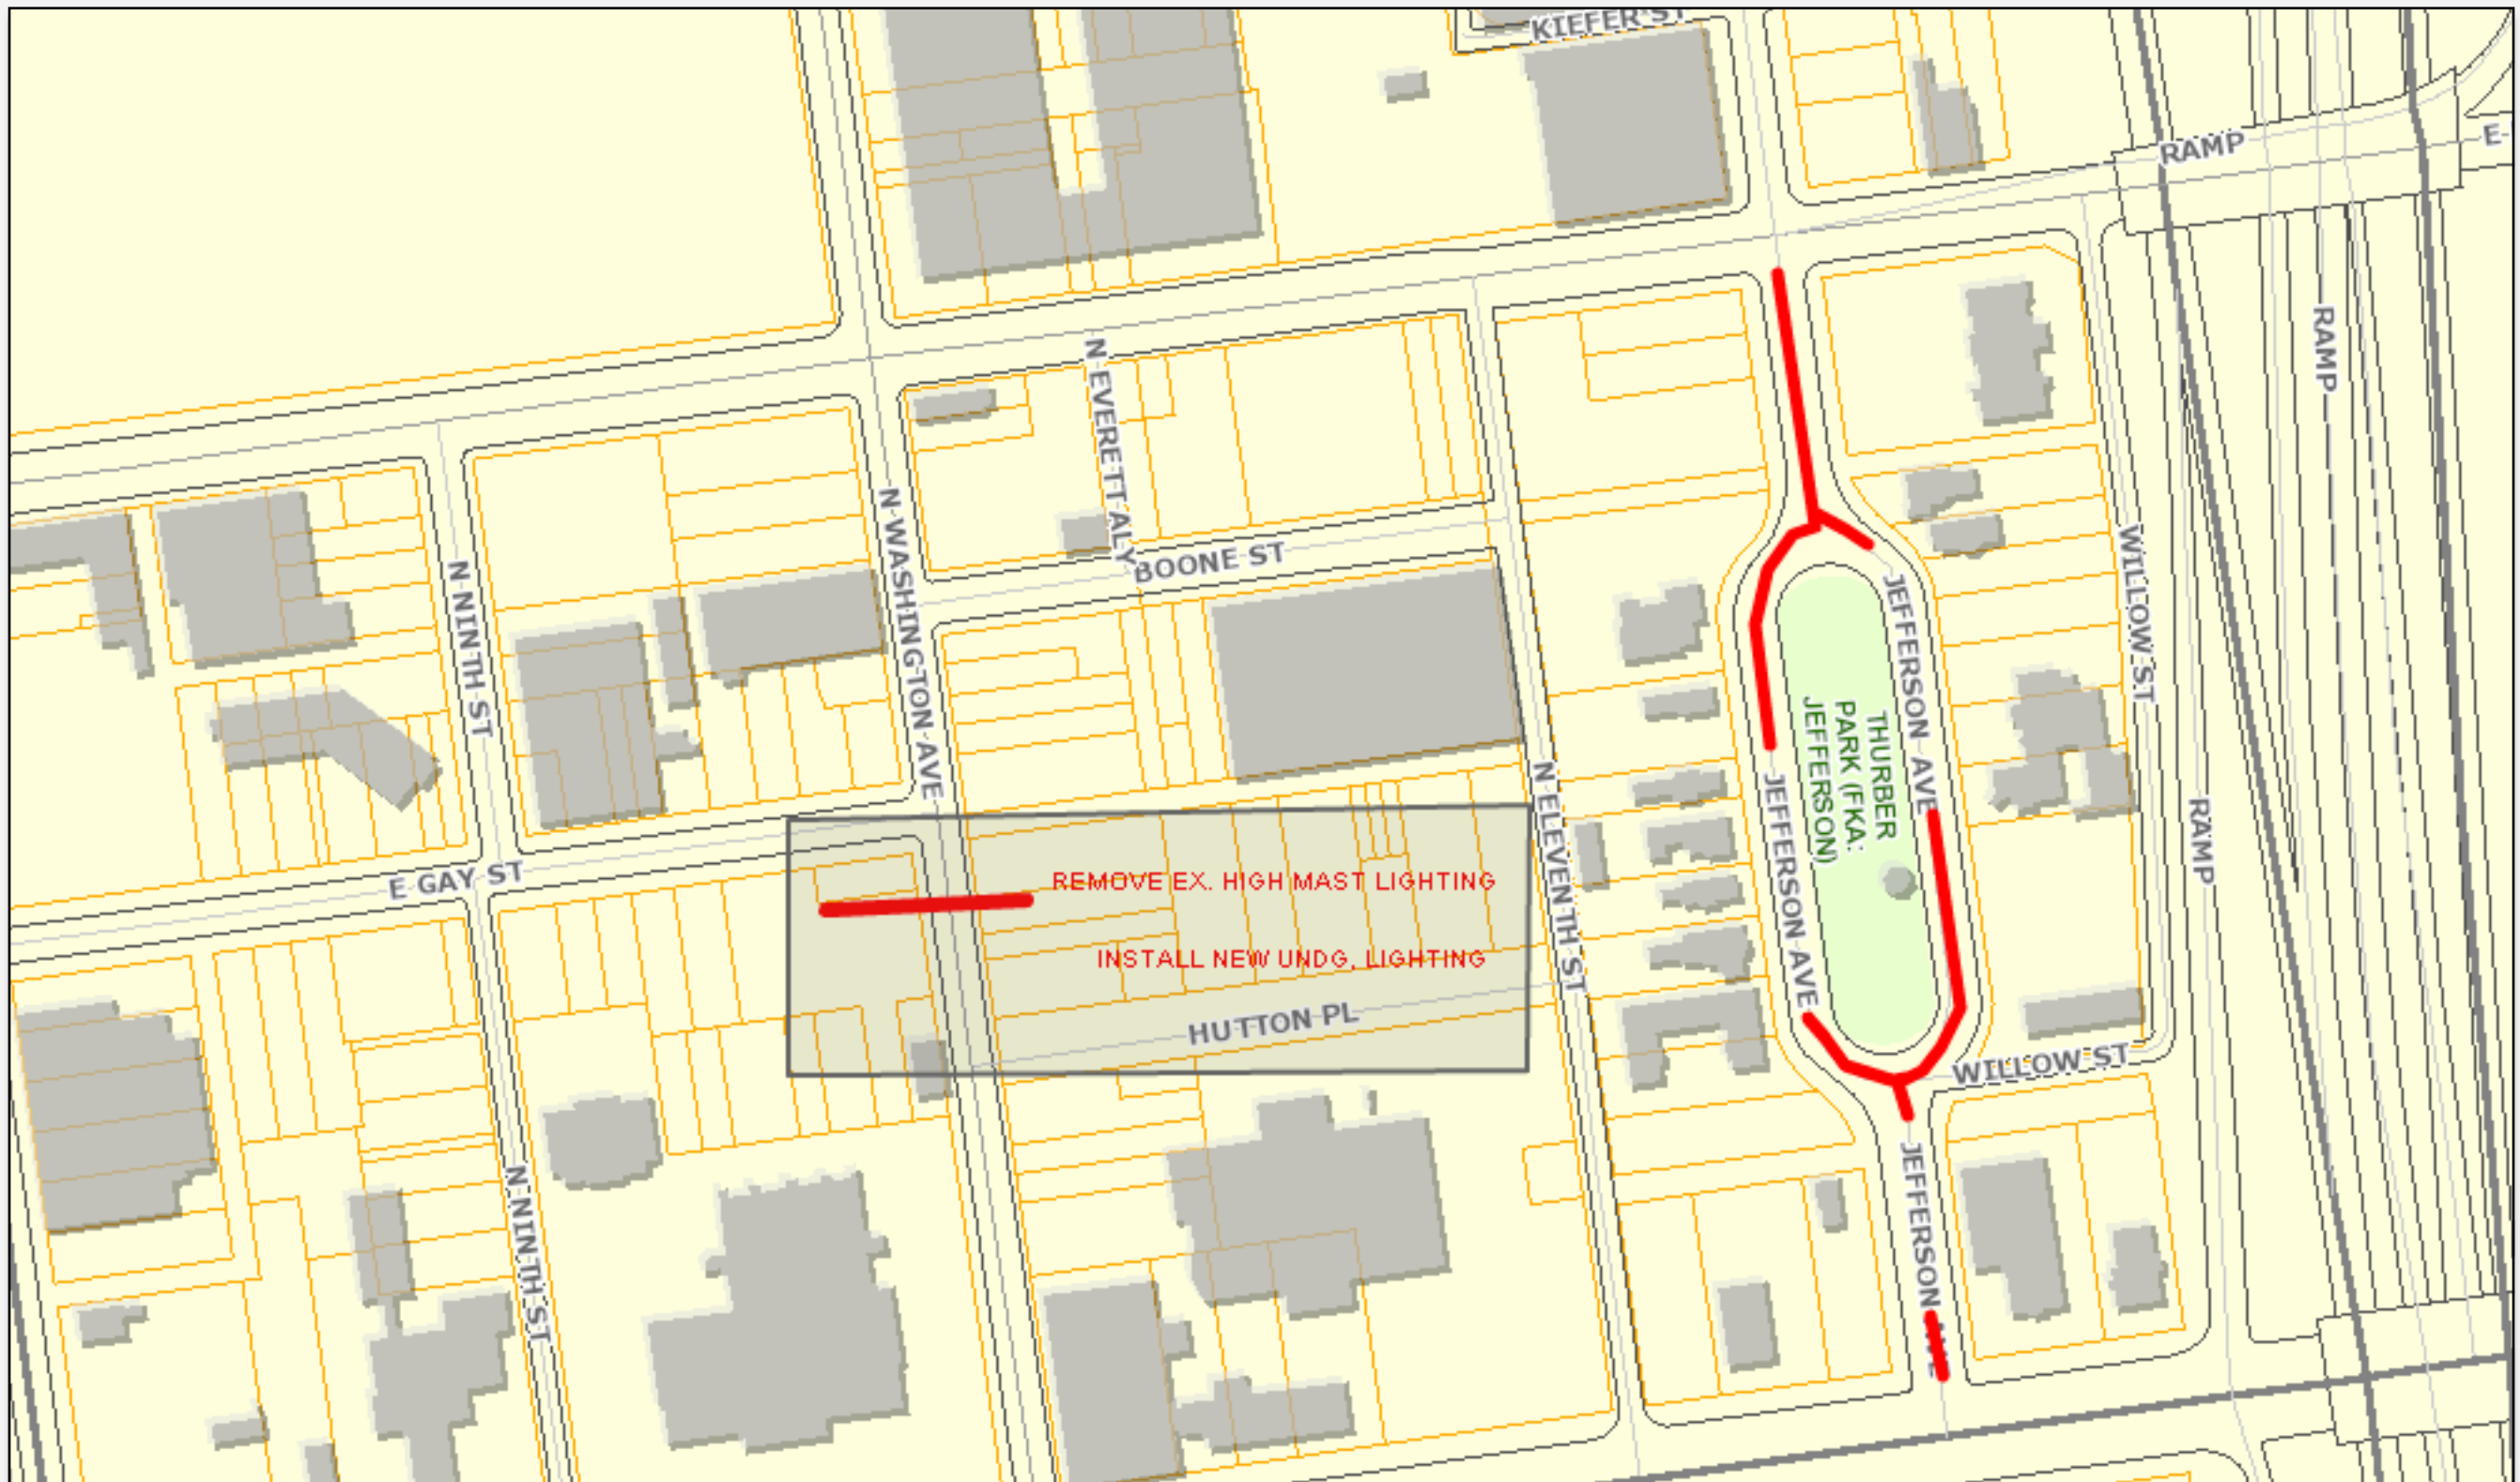 KIEFER ST
RAMP
E
RAMP
N EVERETT ALY
N WASHINGTON AVE
BOONE ST
N NINTH ST
WILLOW ST
JEFFERSON AVE
THURBER
PARK (FKA:
JEFFERSON)
N ELEVENTH ST
JEFFERSON AVE
RAMP
E GAY ST
REMOVE EX. HIGH MAST LIGHTING
INSTALL NEW UNDG. LIGHTING
HUTTON PL
WILLOW ST
N NINTH ST
JEFFERSON AVE